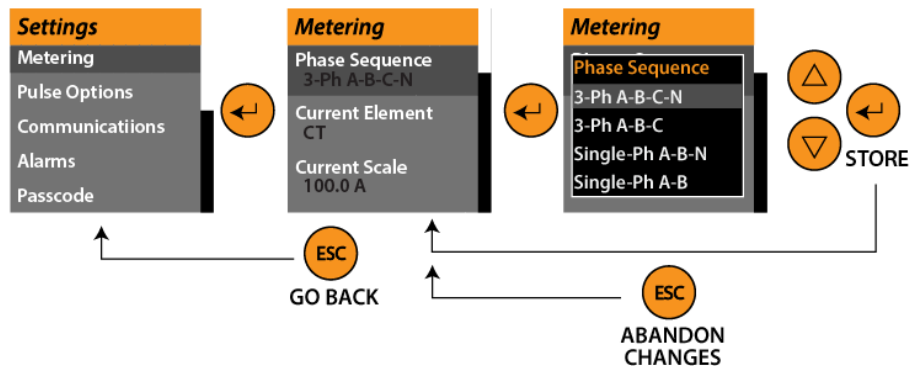 Settings
Metering
Pulse Options
Communicatiions
Alarms
Passcode
Metering
Phase Sequence
3-Ph A-B-C-N
Current Element
CT
Current Scale
100.0 A
Metering
Phase Sequence
3-Ph A-B-C-N
3-Ph A-B-C
Single-Ph A-B-N
Single-Ph A-B
STORE
ESC
GO BACK
ESC
ABANDON
CHANGES